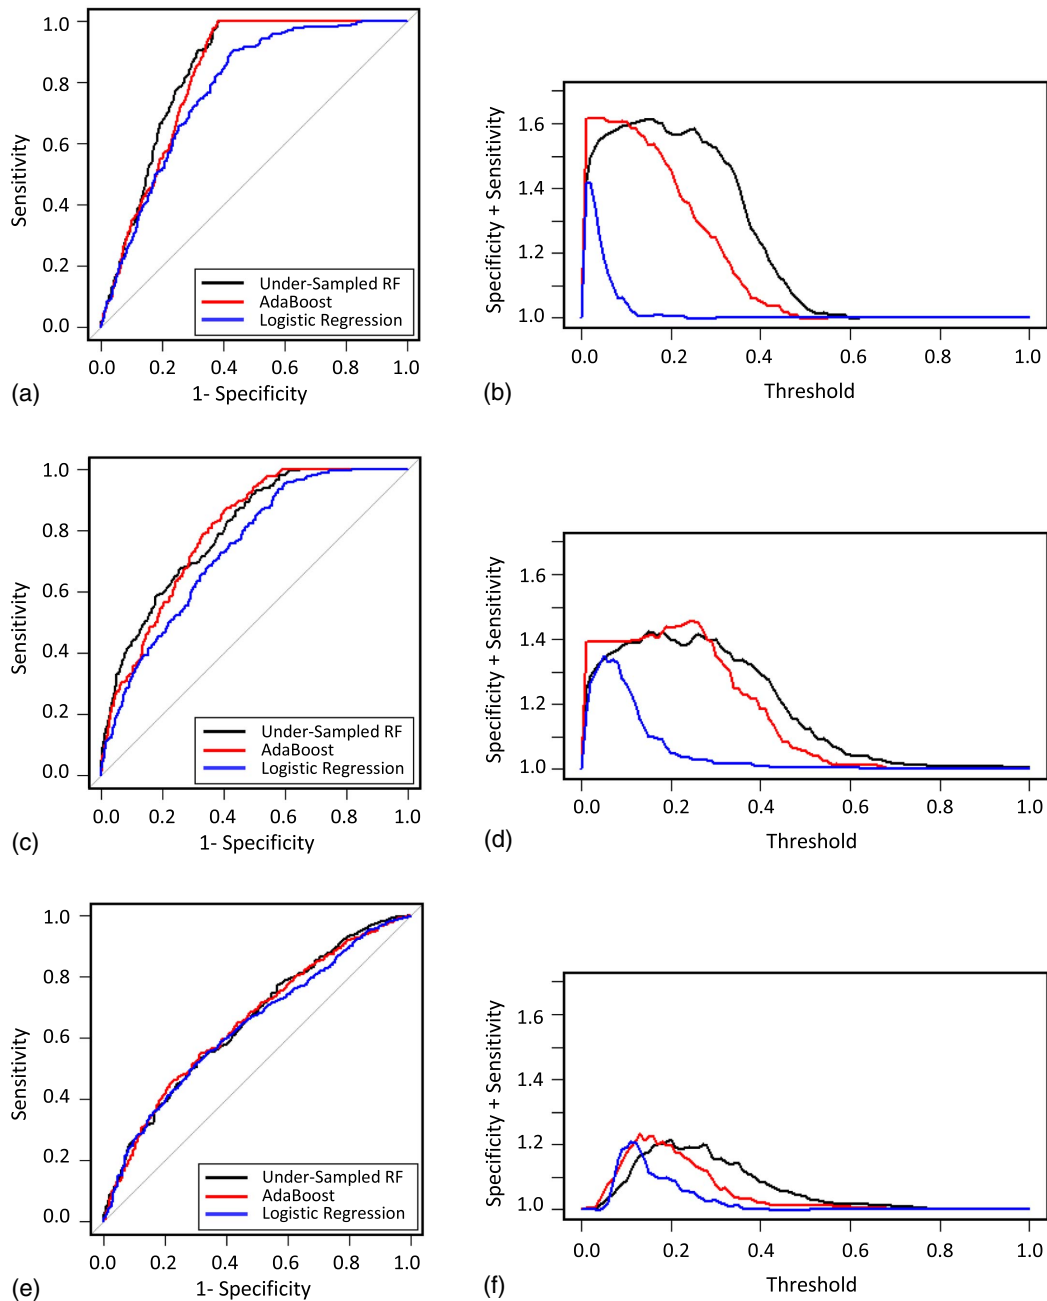 1.0
0.8
0.6
0.4
0.2
0.0
Sensitivity
Under-Sampled RF
AdaBoost
Logistic Regression
0.0 0.2 0.4 0.6 0.8 1.0
1- Specificity
(a)
1.6
1.4
1.2
1.0
Specificity + Sensitivity
0.0 0.2 0.4 0.6 0.8 1.0
Threshold
(b)
1.0
0.8
0.6
0.4
0.2
0.0
Sensitivity
Under-Sampled RF
AdaBoost
Logistic Regression
0.0 0.2 0.4 0.6 0.8 1.0
1- Specificity
(c)
1.6
1.4
1.2
1.0
Specificity + Sensitivity
0.0 0.2 0.4 0.6 0.8 1.0
Threshold
(d)
1.0
0.8
0.6
0.4
0.2
0.0
Sensitivity
Under-Sampled RF
AdaBoost
Logistic Regression
0.0 0.2 0.4 0.6 0.8 1.0
1- Specificity
(e)
1.6
1.4
1.2
1.0
Specificity + Sensitivity
0.0 0.2 0.4 0.6 0.8 1.0
Threshold
(f)